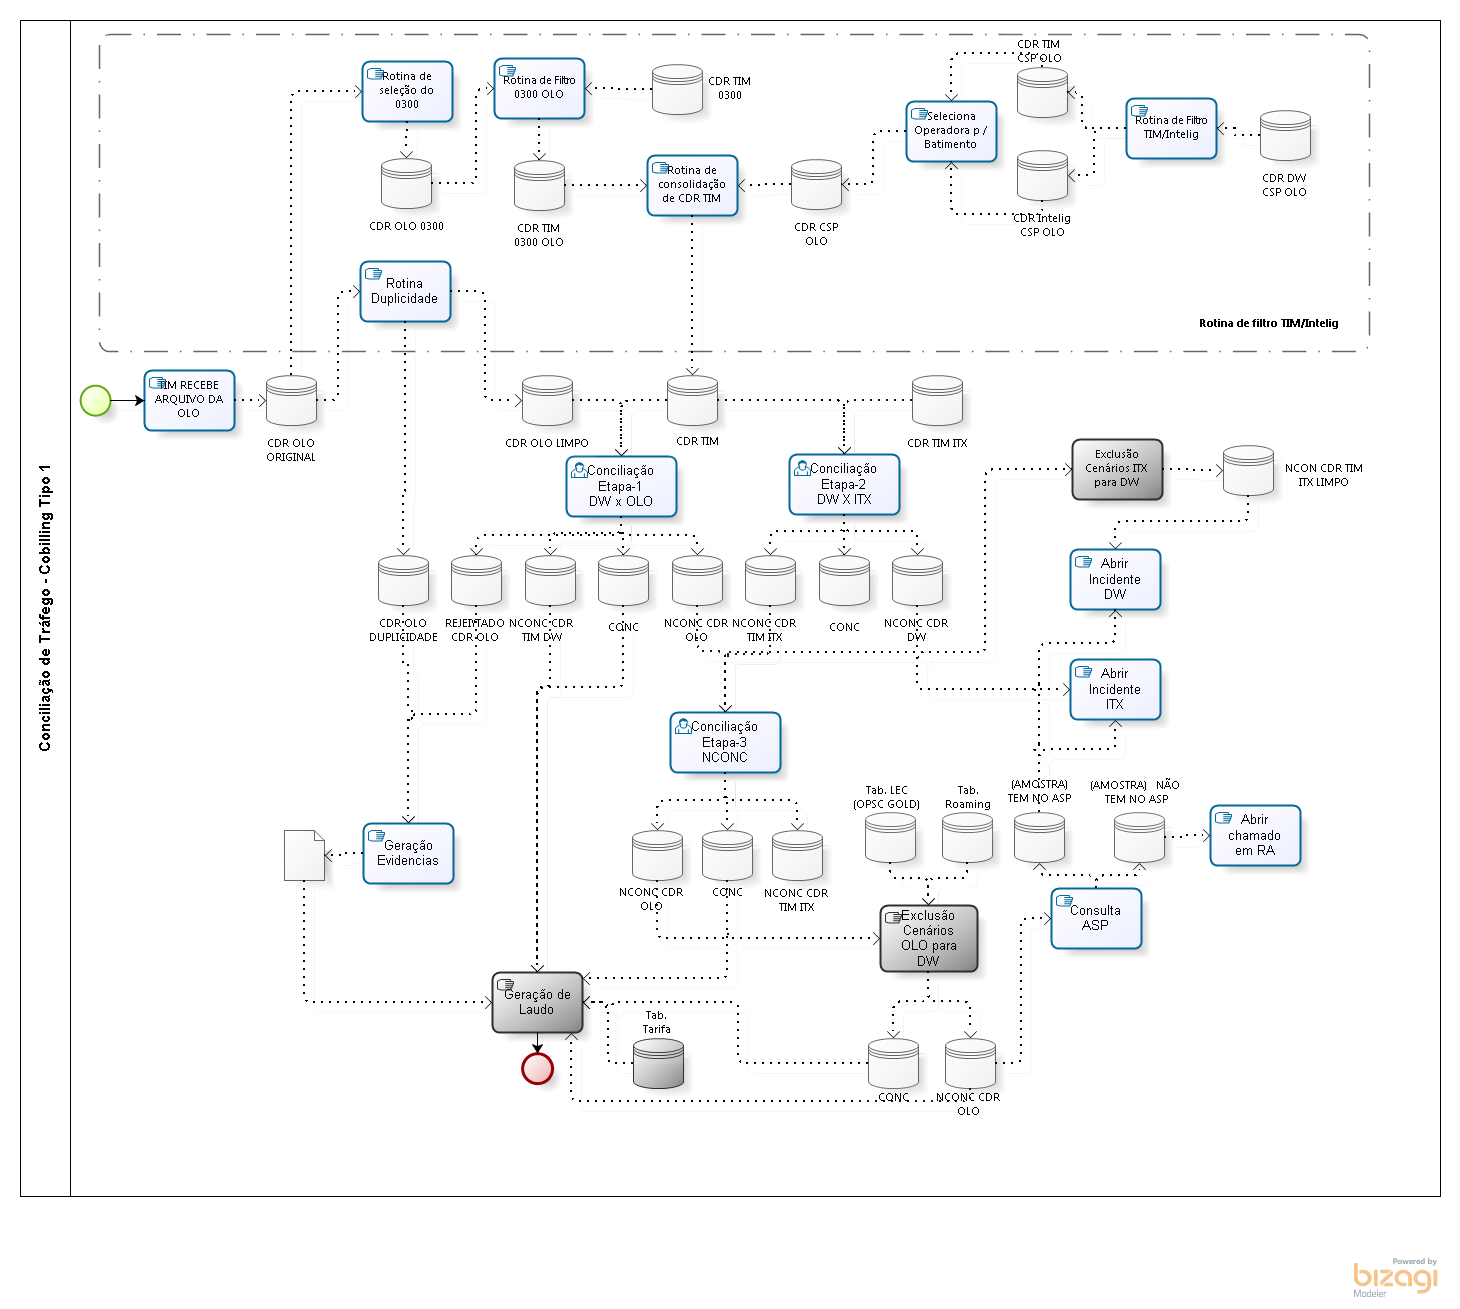 Conciliação de Tráfego - Cobilling Tipo 1
CDR TIM
CSP OLO
Rotina de
seleção do
0300
Rotina de Filtro
0300 OLO
CDR TIM
0300
Seleciona
Operadora p /
Batimento
Rotina de Filtro
TIM/Intelig
CDR DW
CSP OLO
Rotina de
consolidação
de CDR TIM
CDR OLO 0300
CDR TIM
0300 OLO
CDR CSP
OLO
CDR Intelig
CSP OLO
Rotina
Duplicidade
Rotina de filtro TIM/Intelig
TIM RECEBE
ARQUIVO DA
OLO
CDR OLO
ORIGINAL
CDR OLO LIMPO
CDR TIM
CDR TIM ITX
Conciliação
Etapa-1
DW x OLO
Conciliação
Etapa-2
DW X ITX
Exclusão
Cenários ITX
para DW
NCON CDR TIM
ITX LIMPO
Abrir
Incidente
DW
CDR OLO
DUPLICIDADE
REJEITADO
CDR OLO
NCONC CDR
TIM DW
CONC
NCONC CDR
OLO
NCONC CDR
TIM ITX
CONC
NCONC CDR
DW
Abrir
Incidente
ITX
Conciliação
Etapa-3
NCONC
Tab. LEC
(OPSC GOLD)
Tab.
Roaming
(AMOSTRA)
TEM NO ASP
(AMOSTRA) NÃO
TEM NO ASP
Abrir
chamado
em RA
Geração
Evidencias
NCONC CDR
OLO
CONC
NCONC CDR
TIM ITX
Exclusão
Cenários
OLO para
DW
Consulta
ASP
Geração de
Laudo
Tab.
Tarifa
CONC
NCONC CDR
OLO
Powered by
bizagi
Modeler